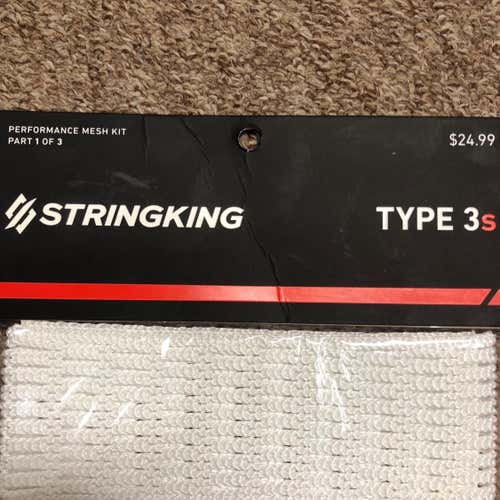 PERFORMANCE MESH KIT
PART 1 OF 3
$24.99
STRINGKING
TYPE 3s